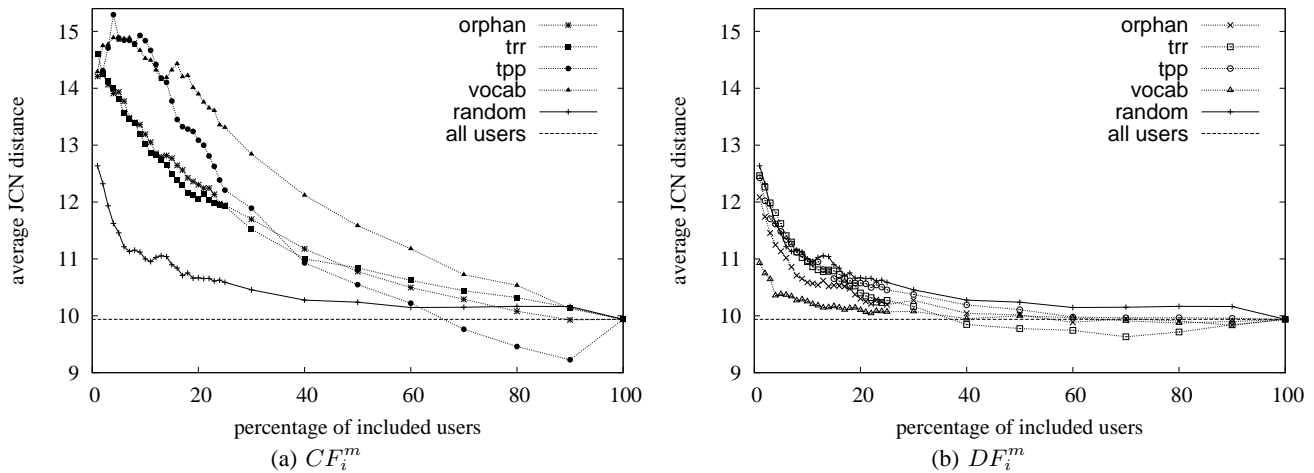 15
14
13
12
11
10
9
average JCN distance
orphan
trr
tpp
vocab
random
all users
0 20 40 60 80 100
percentage of included users
(a) CF_i^m
15
14
13
12
11
10
9
average JCN distance
orphan
trr
tpp
vocab
random
all users
0 20 40 60 80 100
percentage of included users
(b) DF_i^m